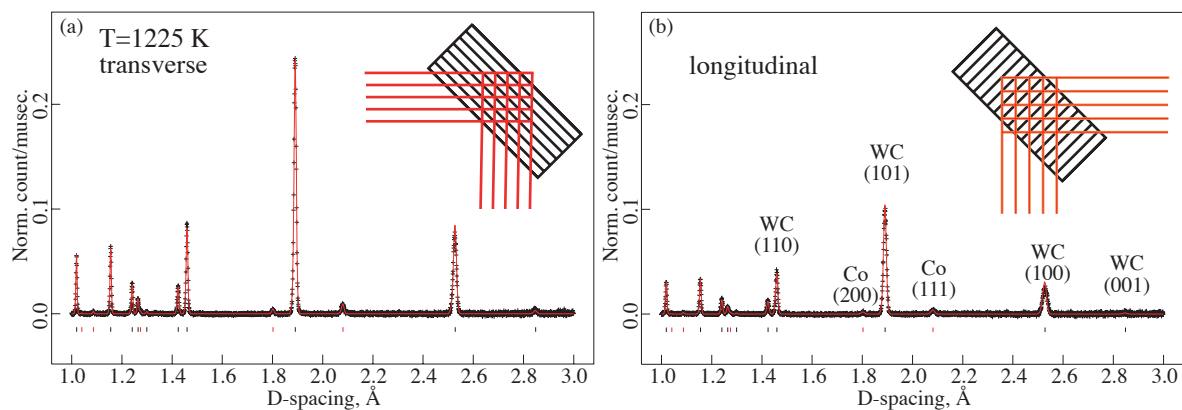 (a)
T=1225 K
transverse
Norm. count/musec.
0.2
0.1
0.0
1.0 1.2 1.4 1.6 1.8 2.0 2.2 2.4 2.6 2.8 3.0
D-spacing, Å
(b)
longitudinal
Norm. count/musec.
0.2
0.1
0.0
WC
(101)
WC
(110)
Co
(200)
Co
(111)
WC
(100)
WC
(001)
1.0 1.2 1.4 1.6 1.8 2.0 2.2 2.4 2.6 2.8 3.0
D-spacing, Å